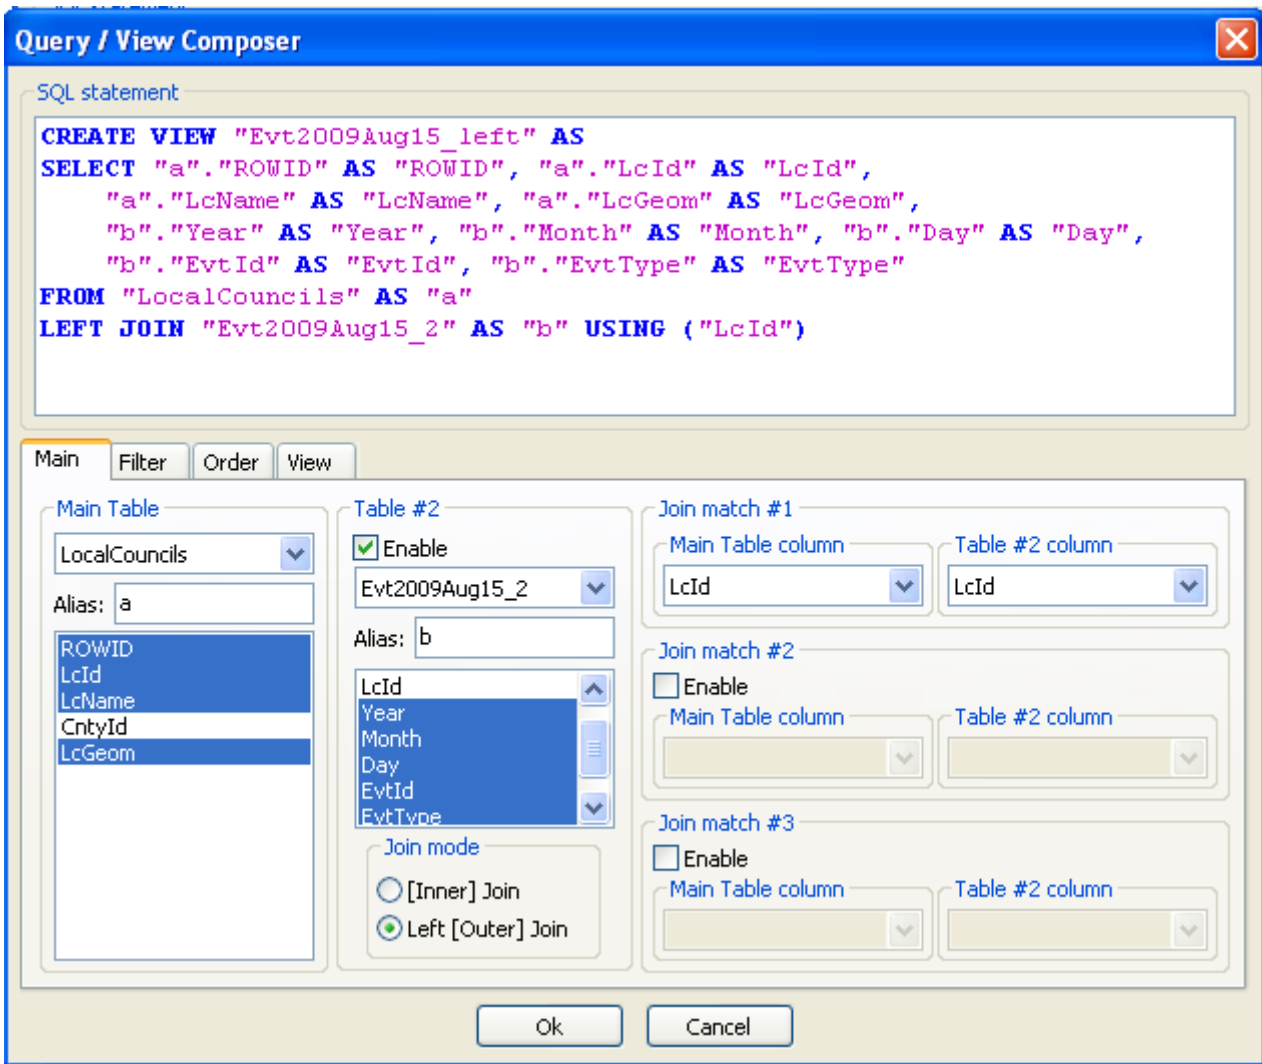 Query / View Composer
SQL statement
CREATE VIEW "Evt2009Aug15_left" AS
SELECT "a"."ROWID" AS "ROWID", "a"."LcId" AS "LcId",
"a"."LcName" AS "LcName", "a"."LcGeom" AS "LcGeom",
"b"."Year" AS "Year", "b"."Month" AS "Month", "b"."Day" AS "Day",
"b"."EvtId" AS "EvtId", "b"."EvtType" AS "EvtType"
FROM "LocalCouncils" AS "a"
LEFT JOIN "Evt2009Aug15_2" AS "b" USING ("LcId")
Main Filter Order View
Main Table
LocalCouncils
Alias: a
ROWID
LcId
LcName
CntyId
LcGeom
Table #2
Enable
Evt2009Aug15_2
Alias: b
LcId
Year
Month
Day
EvtId
EvtType
Join mode
[Inner] Join
Left [Outer] Join
Join match #1
Main Table column Table #2 column
LcId LcId
Join match #2
Enable
Main Table column Table #2 column
Join match #3
Enable
Main Table column Table #2 column
Ok Cancel